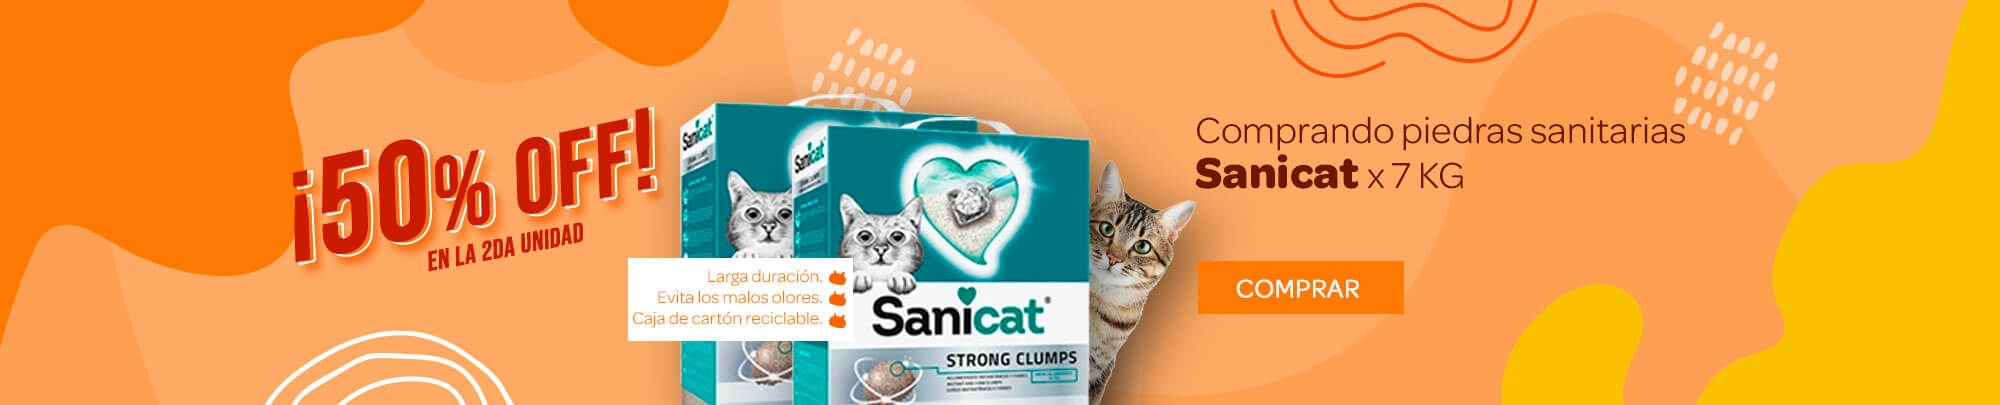 ¡50% OFF!
EN LA 2DA UNIDAD
Sanicat
Sanicat
Larga duración.
Evita los malos olores.
Caja de cartón reciclable.
Sanicat
STRONG CLUMPS
Comprando piedras sanitarias
Sanicat x 7 KG
COMPRAR